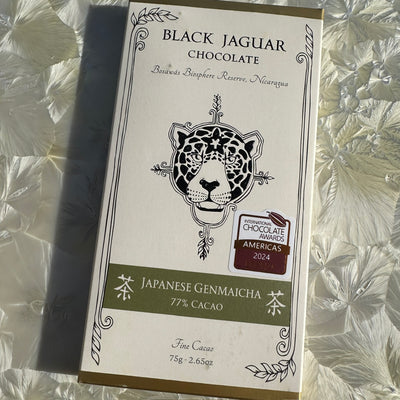 BLACK JAGUAR
CHOCOLATE
Bosawás Biosphere Reserve, Nicaragua
INTERNATIONAL
CHOCOLATE
AWARDS
AMERICAS
2024
茶 JAPANESE GENMAICHA 茶
77% CACAO
Fine Cacao
75g - 2.65oz